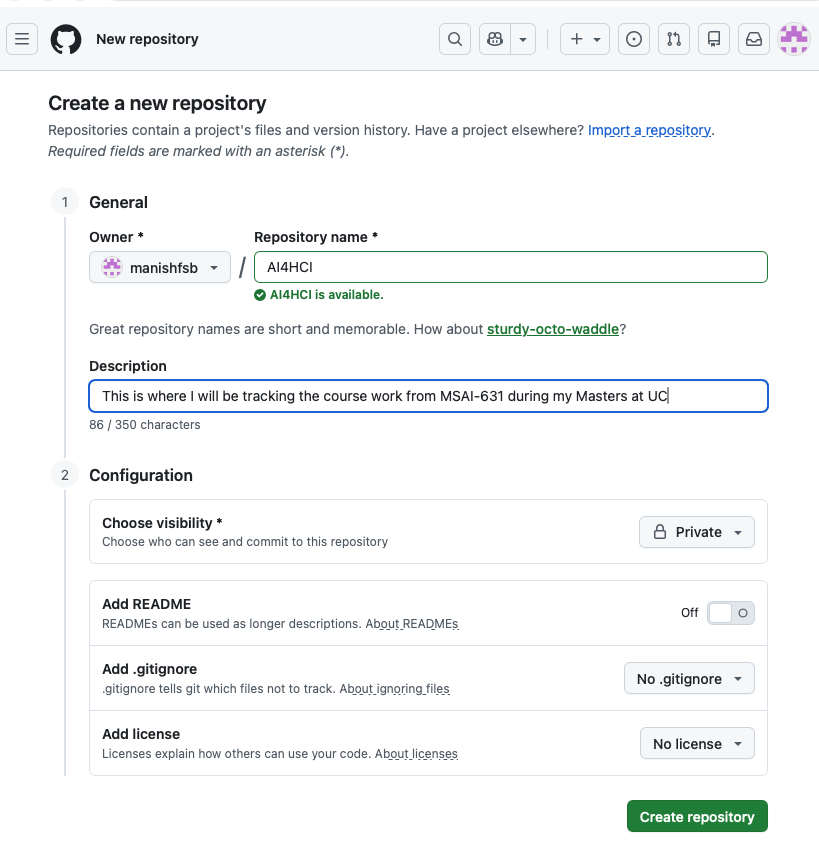 New repository
Create a new repository
Repositories contain a project's files and version history. Have a project elsewhere? Import a repository.
Required fields are marked with an asterisk (*).
1 General
Owner * Repository name *
manishfsb / AI4HCI
AI4HCI is available.
Great repository names are short and memorable. How about sturdy-octo-waddle?
Description
This is where I will be tracking the course work from MSAI-631 during my Masters at UC
86 / 350 characters
2 Configuration
Choose visibility *
Choose who can see and commit to this repository
Private
Add README
READMEs can be used as longer descriptions. About READMEs
Off
Add .gitignore
.gitignore tells git which files not to track. About ignoring files
No .gitignore
Add license
Licenses explain how others can use your code. About licenses
No license
Create repository